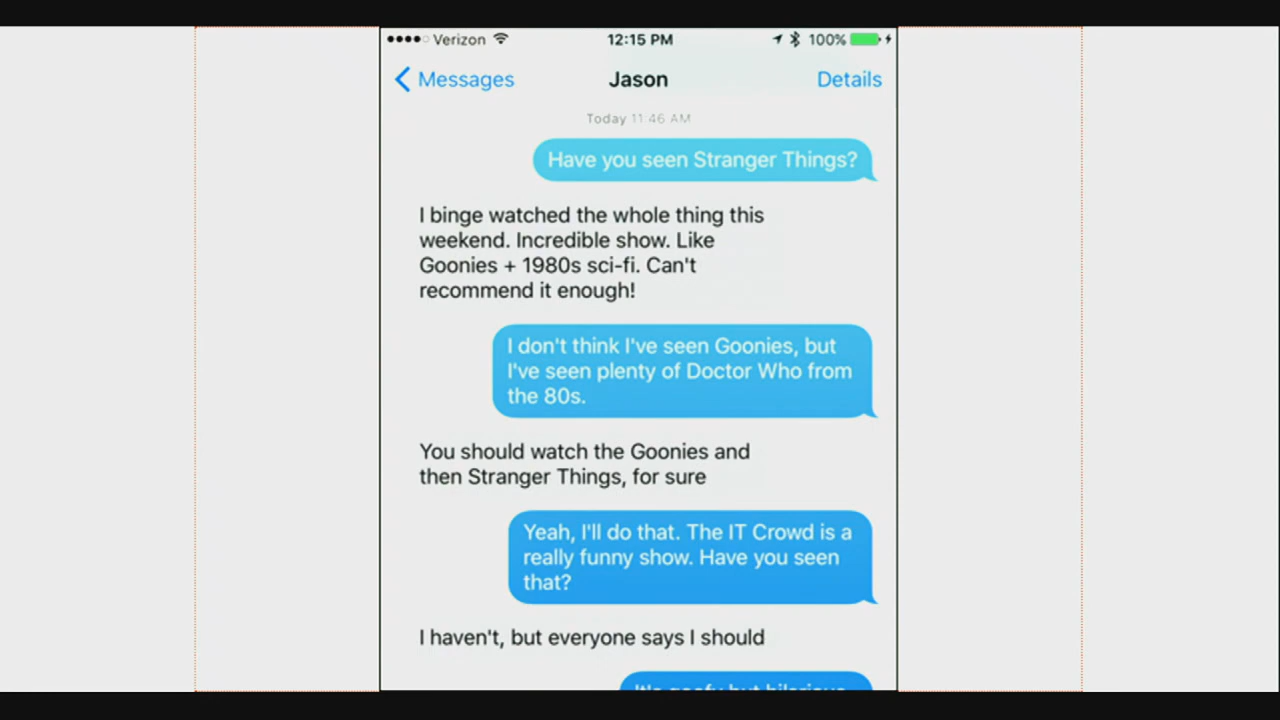 Verizon 12:15 PM 100%
Messages Jason Details
Today 11:46 AM
Have you seen Stranger Things?
I binge watched the whole thing this
weekend. Incredible show. Like
Goonies + 1980s sci-fi. Can't
recommend it enough!
I don't think I've seen Goonies, but
I've seen plenty of Doctor Who from
the 80s.
You should watch the Goonies and
then Stranger Things, for sure
Yeah, I'll do that. The IT Crowd is a
really funny show. Have you seen
that?
I haven't, but everyone says I should
It's goofy but hilarious